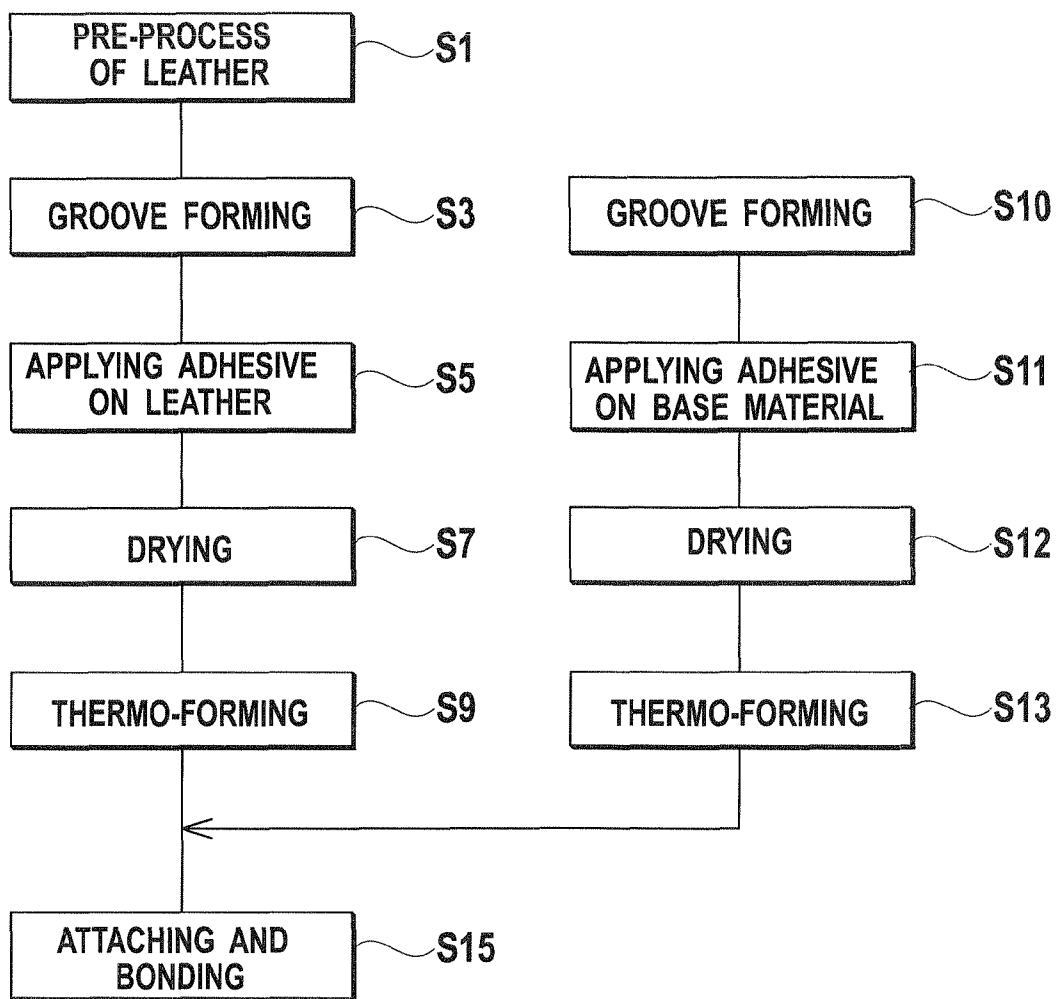 PRE-PROCESS
OF LEATHER
S1
GROOVE FORMING
S3
APPLYING ADHESIVE
ON LEATHER
S5
DRYING
S7
THERMO-FORMING
S9
GROOVE FORMING
S10
APPLYING ADHESIVE
ON BASE MATERIAL
S11
DRYING
S12
THERMO-FORMING
S13
ATTACHING AND
BONDING
S15